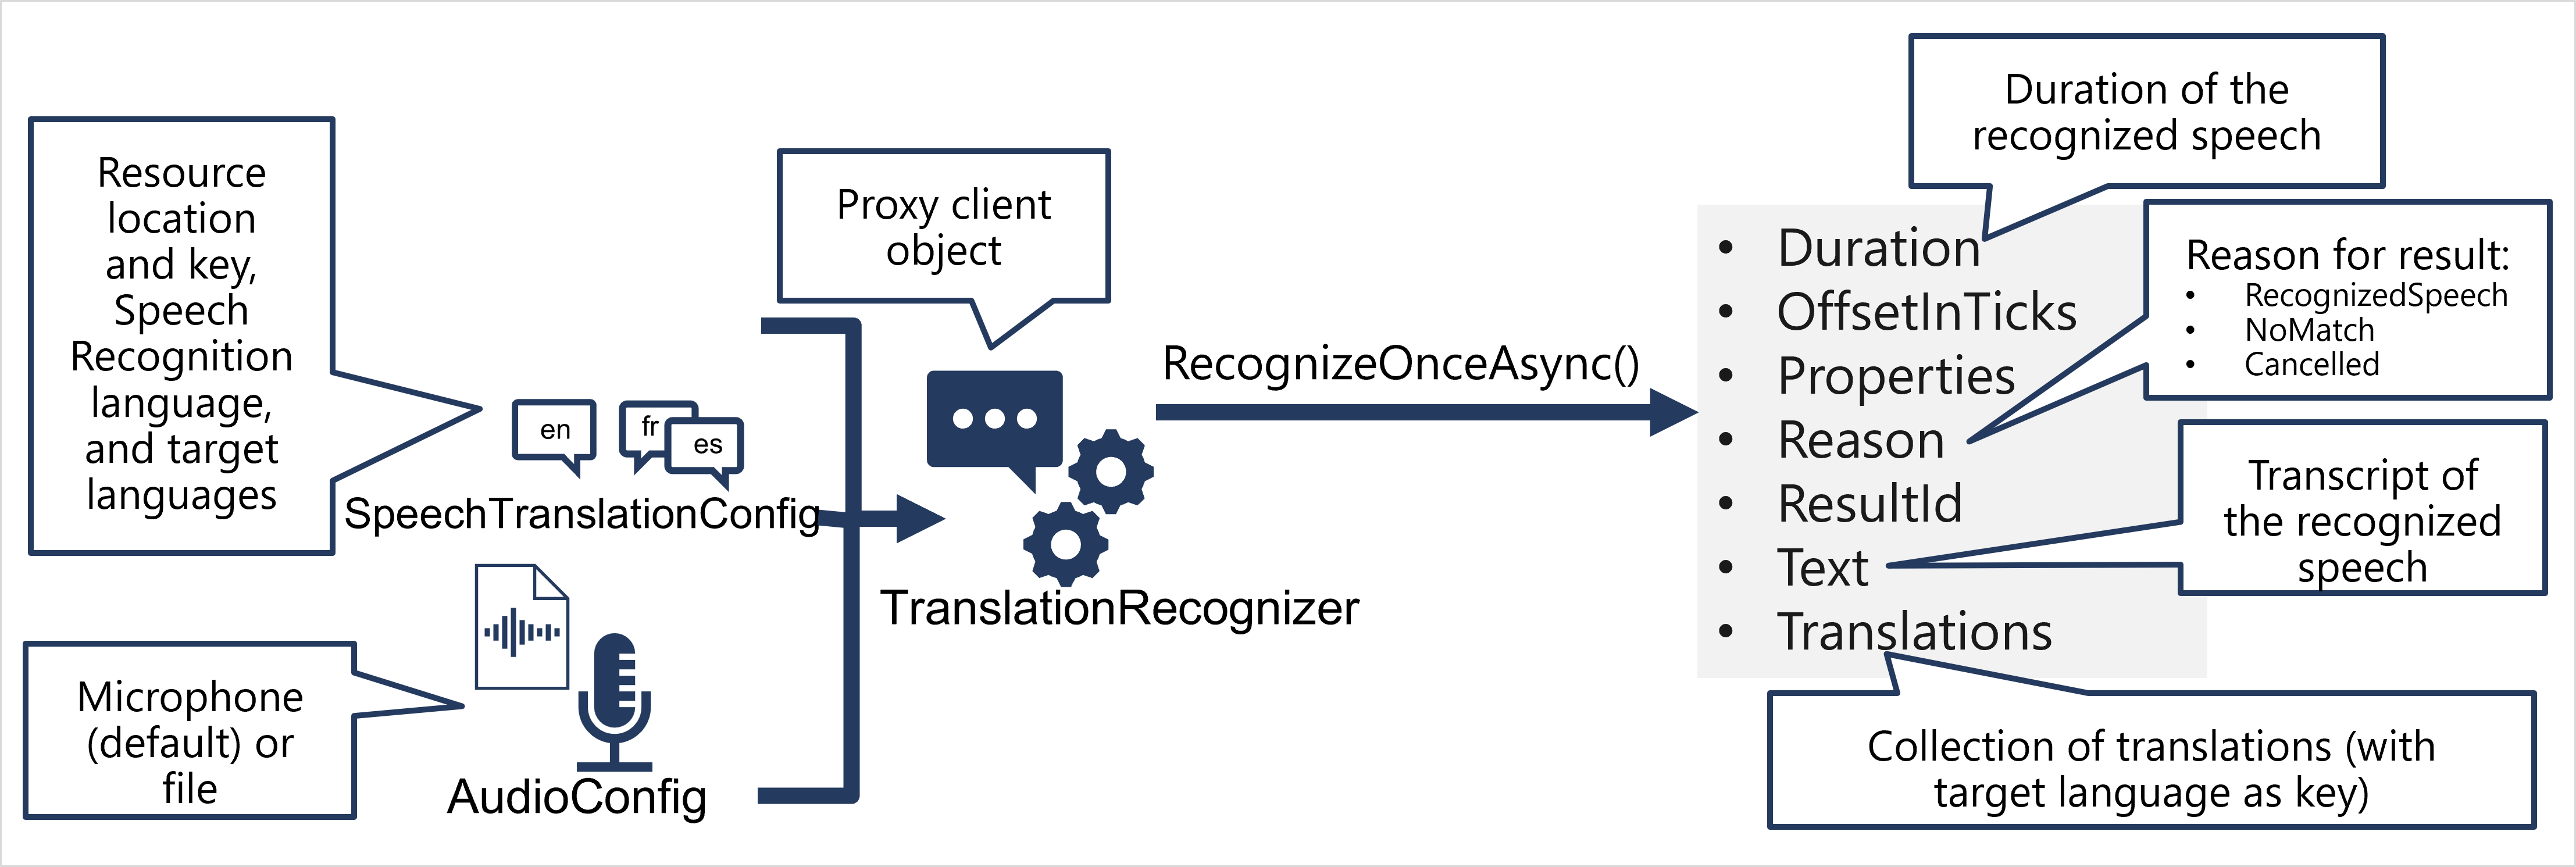 Resource
location
and key,
Speech
Recognition
language,
and target
languages
en
fr
es
SpeechTranslationConfig
Microphone
(default) or
file
AudioConfig
Proxy client
object
TranslationRecognizer
RecognizeOnceAsync()
Duration of the
recognized speech
• Duration
• OffsetInTicks
• Properties
• Reason
• ResultId
• Text
• Translations
Reason for result:
• RecognizedSpeech
• NoMatch
• Cancelled
Transcript of
the recognized
speech
Collection of translations (with
target language as key)